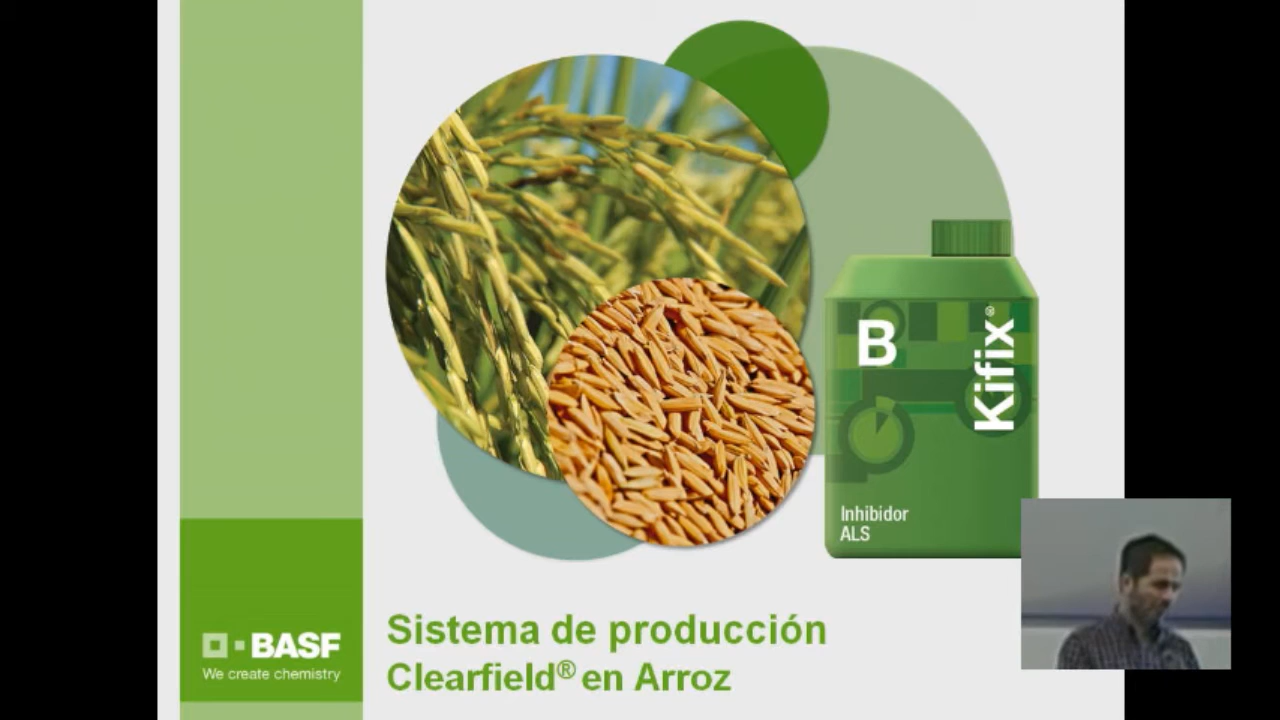 B
Kifix®
Inhibidor
ALS
BASF
We create chemistry
Sistema de producción
Clearfield® en Arroz